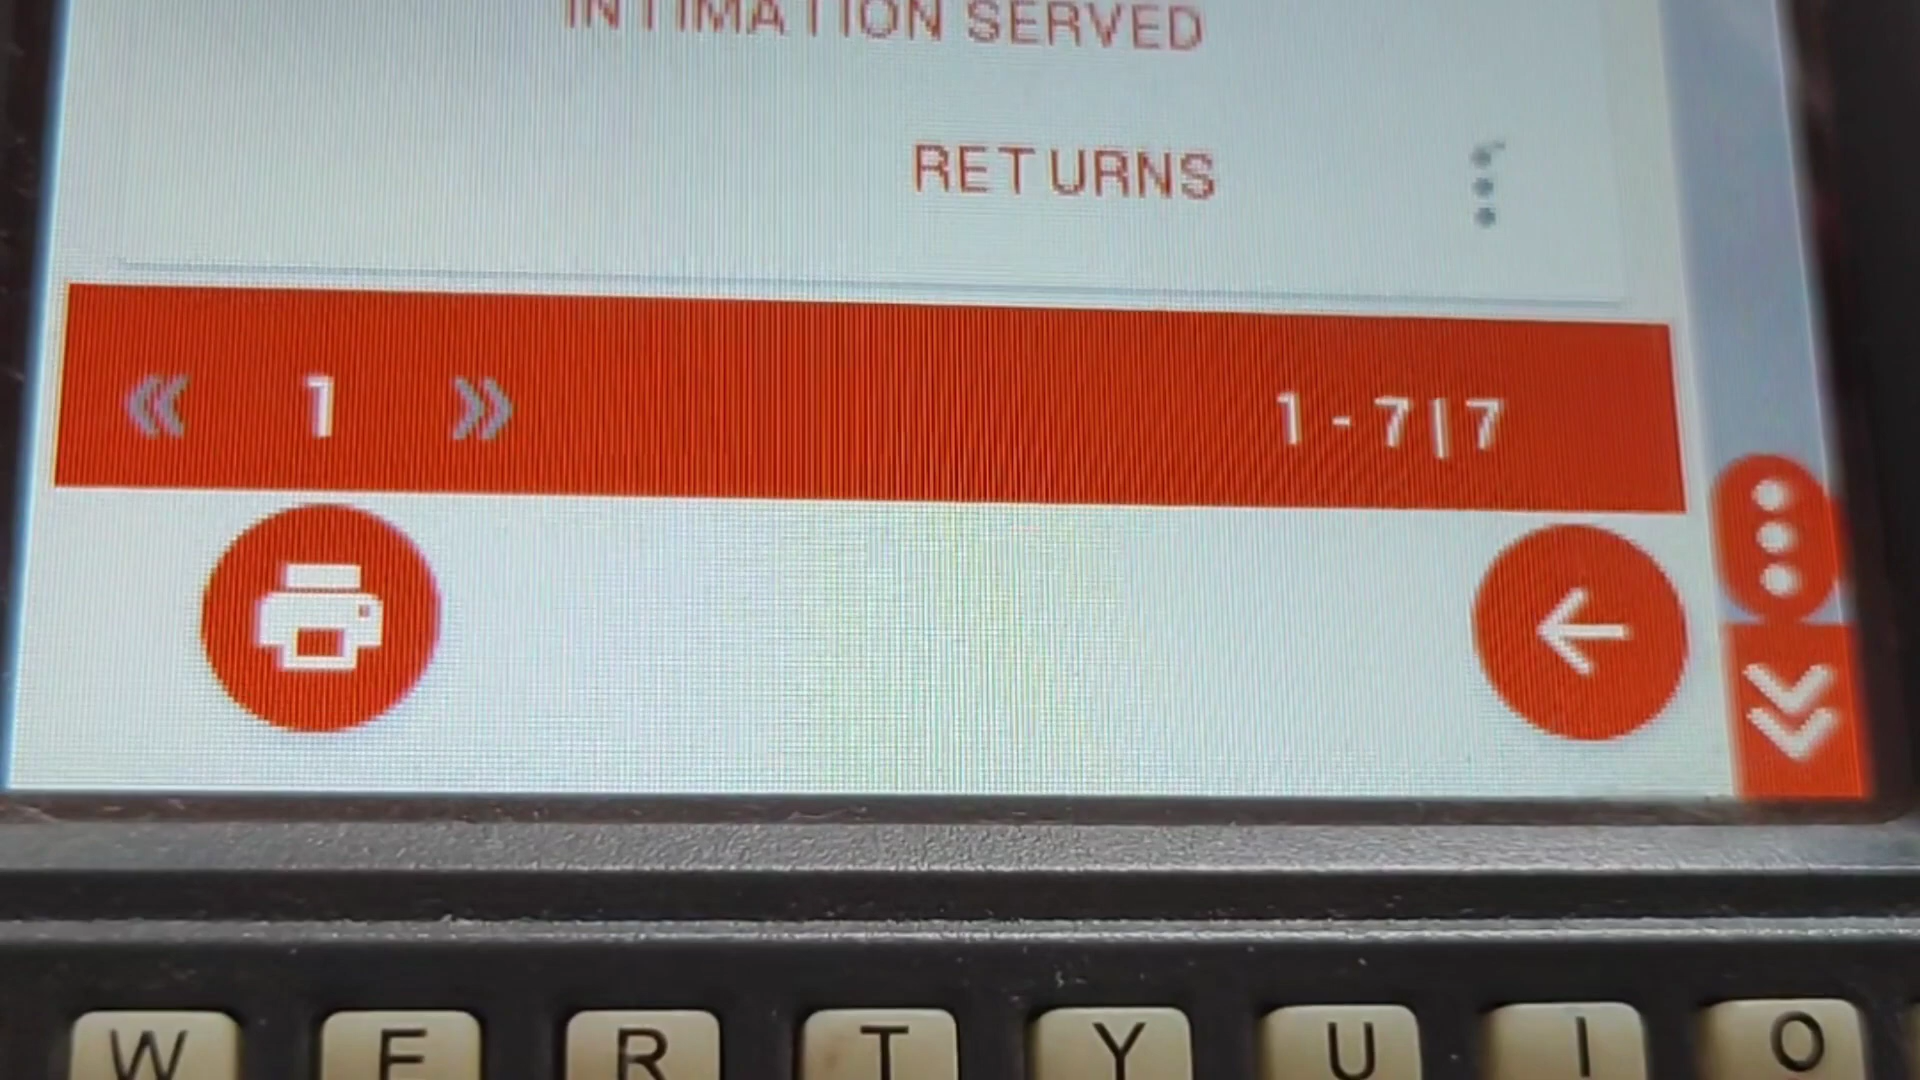 INTIMATION SERVED
RETURNS
1
1 - 7 | 7
W E R T Y U I O